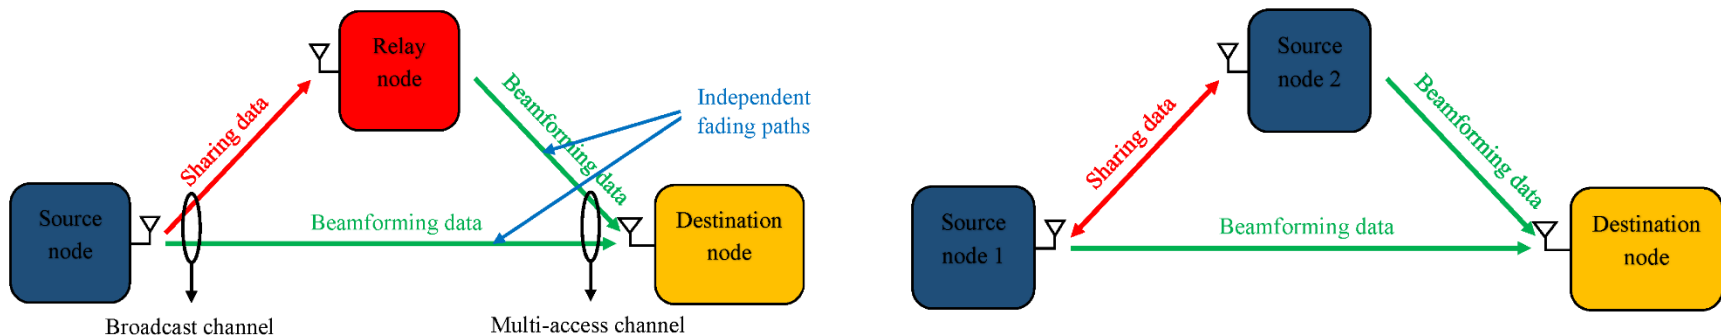 Relay
node
Sharing data
Beamforming data
Independent
fading paths
Source
node
Beamforming data
Destination
node
Broadcast channel
Multi-access channel
Source
node 2
Sharing data
Beamforming data
Source
node 1
Beamforming data
Destination
node